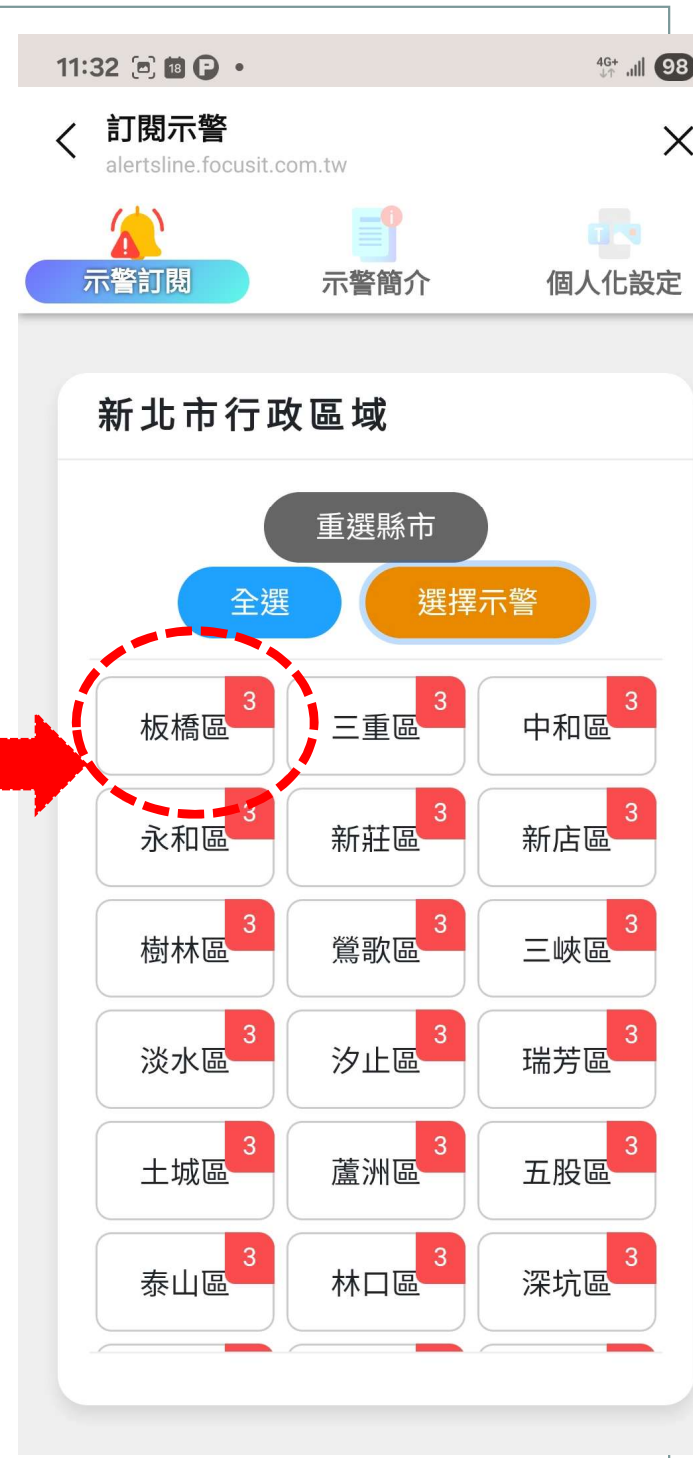 11:32 18 P 4G+ 98
訂閱示警
alertsline.focusit.com.tw
示警訂閱 示警簡介 個人化設定
新北市行政區域
重選縣市
全選 選擇示警
板橋區 3 三重區 3 中和區 3
永和區 3 新莊區 3 新店區 3
樹林區 3 鶯歌區 3 三峽區 3
淡水區 3 汐止區 3 瑞芳區 3
土城區 3 蘆洲區 3 五股區 3
泰山區 3 林口區 3 深坑區 3